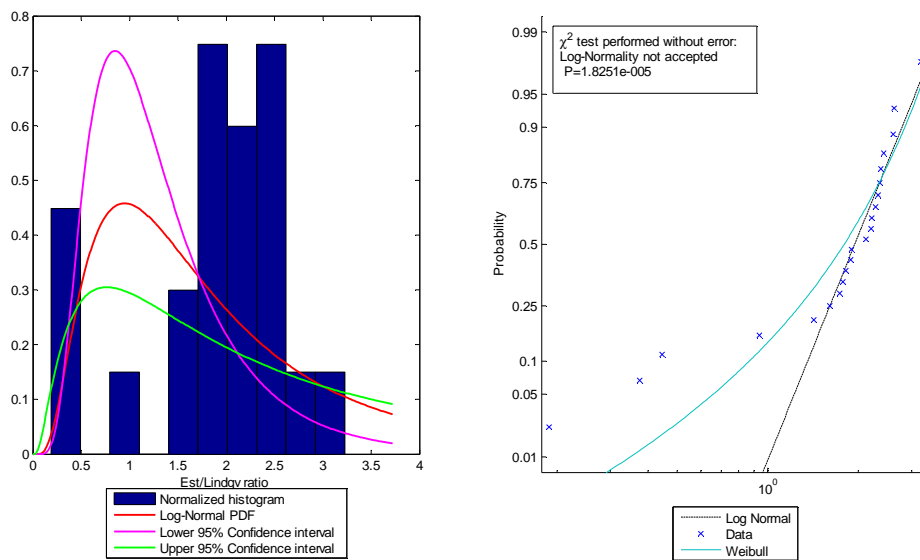 0.8
0.7
0.6
0.5
0.4
0.3
0.2
0.1
0
0 0.5 1 1.5 2 2.5 3 3.5 4
Est/Lindgv ratio
Normalized histogram
Log-Normal PDF
Lower 95% Confidence interval
Upper 95% Confidence interval
χ² test performed without error:
Log-Normality not accepted
P=1.8251e-005
Probability
0.99
0.95
0.9
0.75
0.5
0.25
0.1
0.05
0.01
10⁰
Log Normal
Data
Weibull